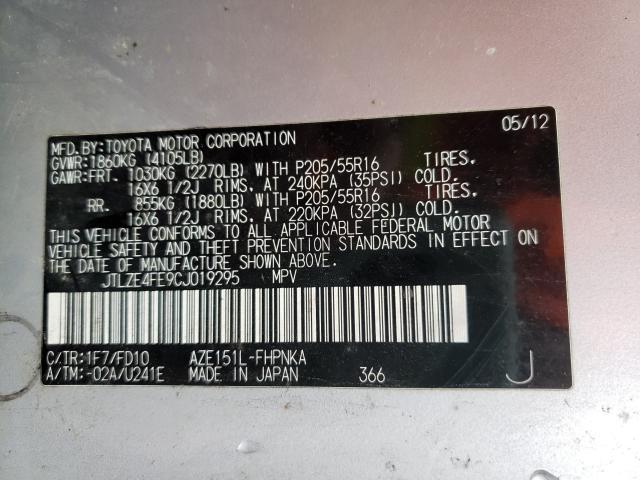 05/12
MFD.BY:TOYOTA MOTOR CORPORATION
GVWR:1860KG (4105LB)
GAWR:FRT. 1030KG (2270LB) WITH P205/55R16 TIRES.
16X6 1/2J RIMS. AT 240KPA (35PSI) COLD.
RR. 855KG (1880LB) WITH P205/55R16 TIRES.
16X6 1/2J RIMS. AT 220KPA (32PSI) COLD.
THIS VEHICLE CONFORMS TO ALL APPLICABLE FEDERAL MOTOR
VEHICLE SAFETY AND THEFT PREVENTION STANDARDS IN EFFECT ON
THE DATE OF MANUFACTURE SHOWN ABOVE.
JTLZE4FE9CJ019295 MPV
C/TR:1F7/FD10 AZE151L-FHPNKA
A/TM:-02A/U241E MADE IN JAPAN 366 J